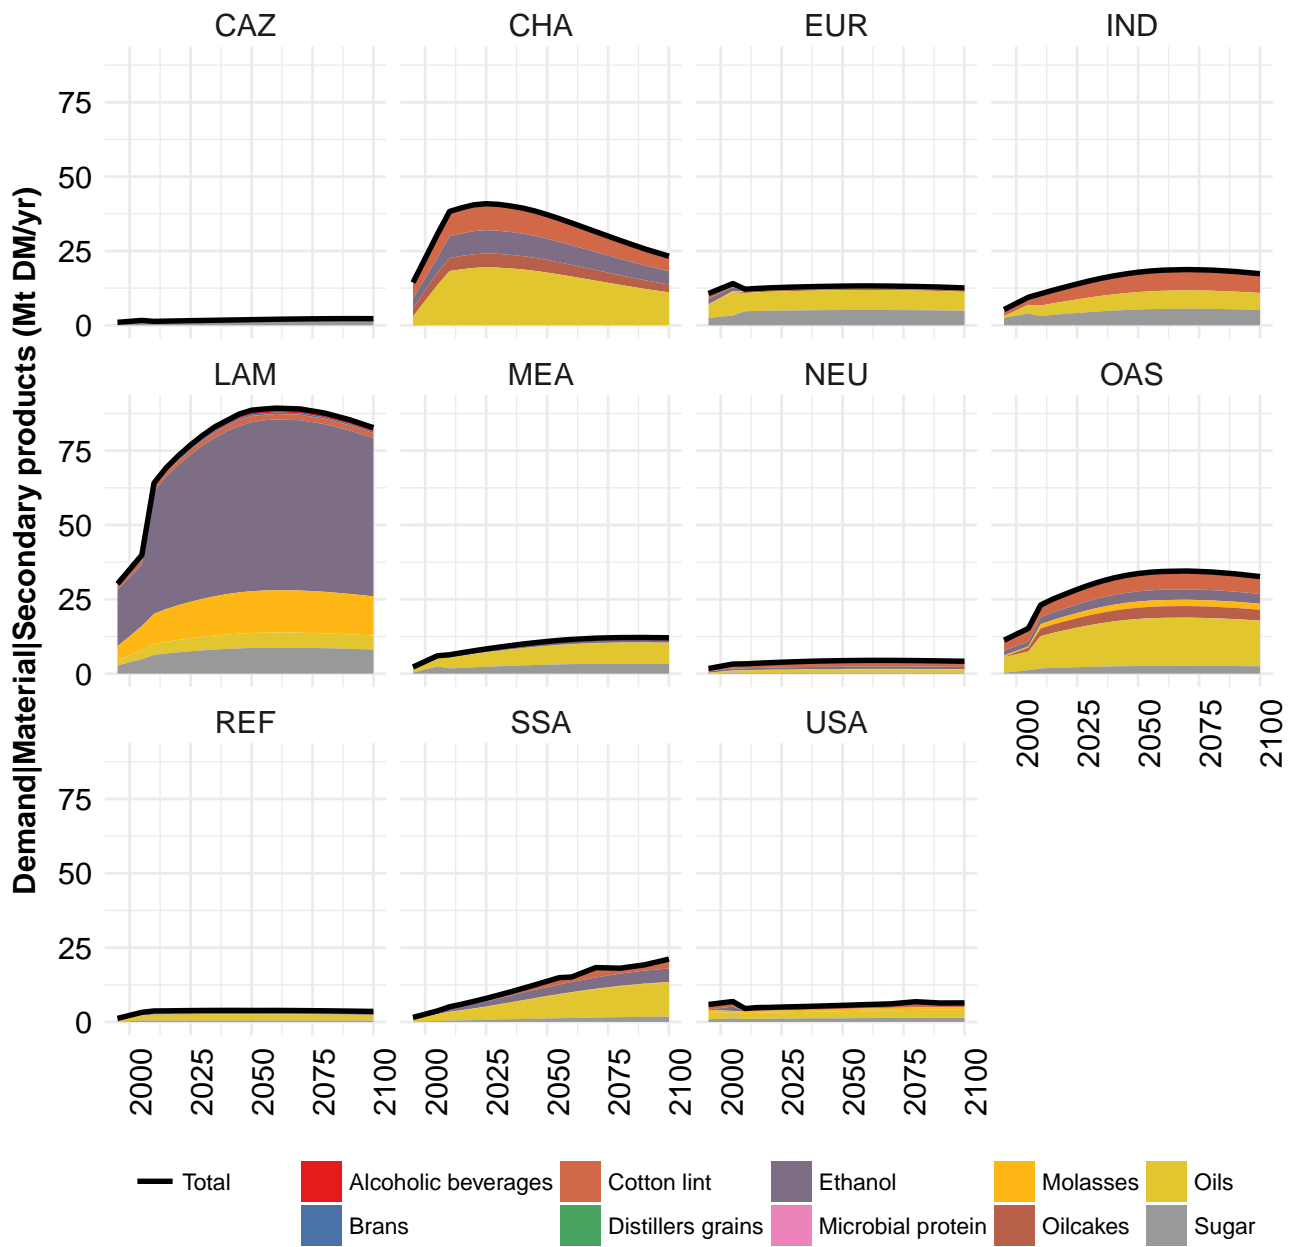 CAZ CHA EUR IND
75
50
25
0
Demand|Material|Secondary products (Mt DM/yr)
LAM MEA NEU OAS
75
50
25
0
2000 2025 2050 2075 2100
REF SSA USA
75
50
25
0
2000 2025 2050 2075 2100 2000 2025 2050 2075 2100 2000 2025 2050 2075 2100
Total Alcoholic beverages Cotton lint Ethanol Molasses Oils
Brans Distillers grains Microbial protein Oilcakes Sugar